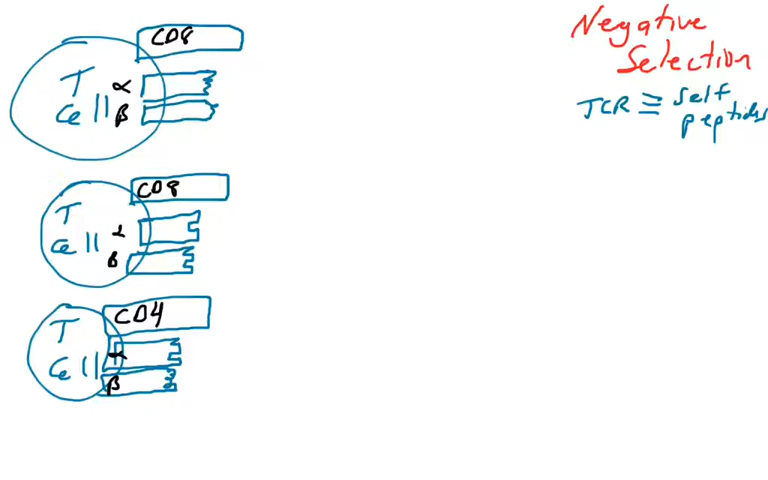 CD8
T
Cell
α
β
CD8
T
Cell
α
β
CD4
T
Cell
α
β
Negative
Selection
TCR ≡ self
peptides